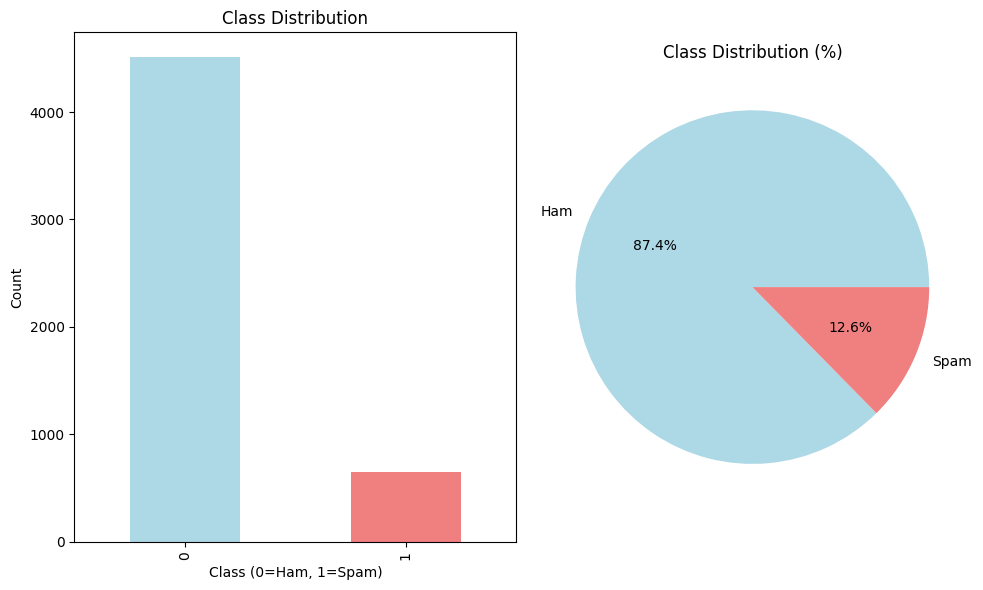 Class Distribution
4000
3000
2000
1000
0
Count
0
1
Class (0=Ham, 1=Spam)
Class Distribution (%)
Ham
87.4%
12.6%
Spam